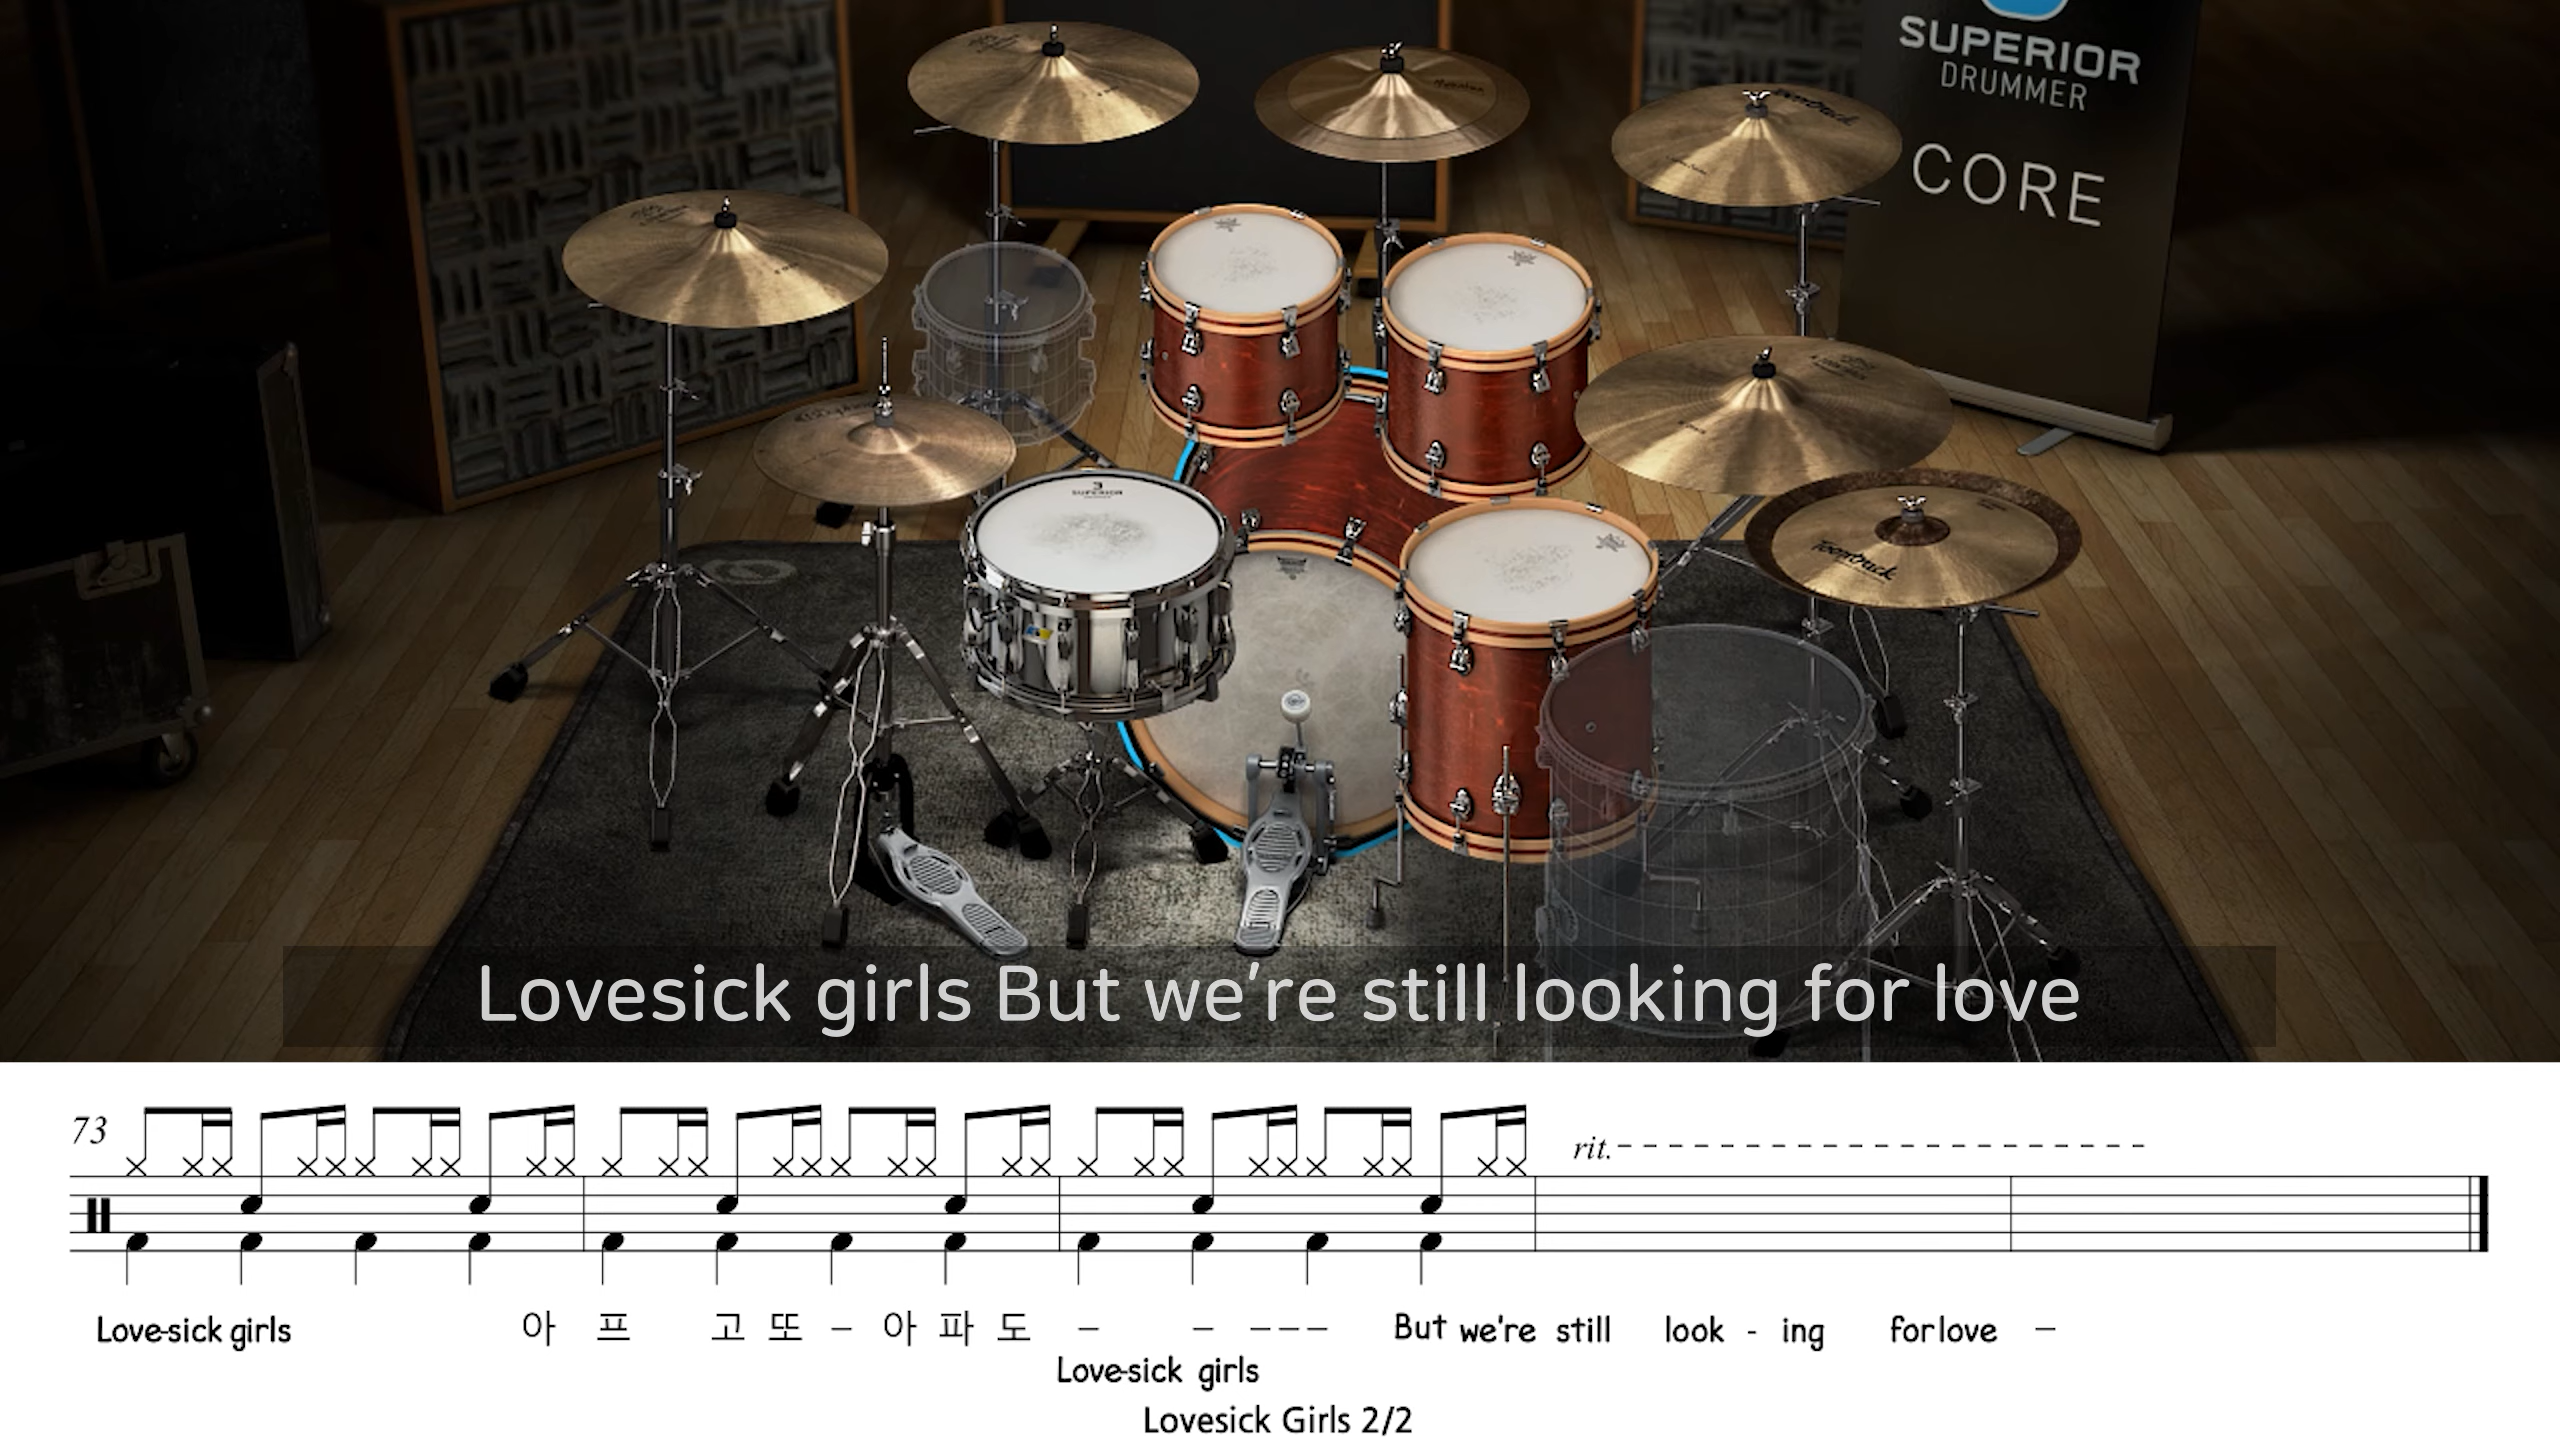 SUPERIOR
DRUMMER
CORE
SUPERIOR
Toontrack
Lovesick girls But we're still looking for love
73
rit.
Love-sick girls 아 프 고 또 – 아 파 도 – – – – – But we're still look - ing for love –
Love-sick girls
Lovesick Girls 2/2